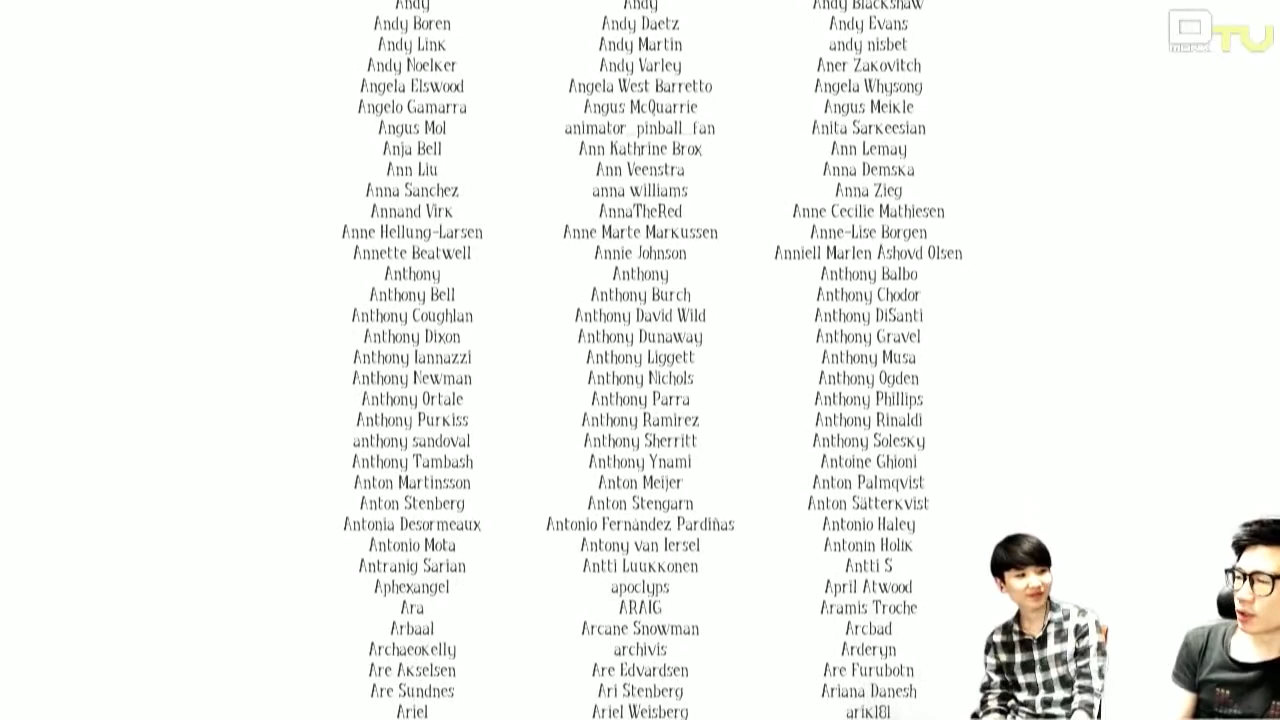 Andy Andy Andy Blackshaw
Andy Boren Andy Daetz Andy Evans
Andy Link Andy Martin andy nisbet
Andy Noelker Andy Varley Aner Zakovitch
Angela Elswood Angela West Barretto Angela Whysong
Angelo Gamarra Angus McQuarrie Angus Meikle
Angus Mol animator_pinball_fan Anita Sarkeesian
Anja Bell Ann Kathrine Brox Ann Lemay
Ann Liu Ann Veenstra Anna Demska
Anna Sanchez anna williams Anna Zieg
Annand Virk AnnaTheRed Anne Cecilie Mathiesen
Anne Hellung-Larsen Anne Marte Markussen Anne-Lise Borgen
Annette Beatwell Annie Johnson Anniell Marlen Åshovd Olsen
Anthony Anthony Anthony Balbo
Anthony Bell Anthony Burch Anthony Chodor
Anthony Coughlan Anthony David Wild Anthony DiSanti
Anthony Dixon Anthony Dunaway Anthony Gravel
Anthony Iannazzi Anthony Liggett Anthony Musa
Anthony Newman Anthony Nichols Anthony Ogden
Anthony Ortale Anthony Parra Anthony Phillips
Anthony Purkiss Anthony Ramirez Anthony Rinaldi
anthony sandoval Anthony Sherritt Anthony Solesky
Anthony Tambash Anthony Ynami Antoine Ghioni
Anton Martinsson Anton Meijer Anton Palmqvist
Anton Stenberg Anton Stengarn Anton Sätterkvist
Antonia Desormeaux Antonio Fernández Pardiñas Antonio Haley
Antonio Mota Antony van Iersel Antonín Holík
Antranig Sarian Antti Luukkonen Antti S
Aphexangel apoclyps April Atwood
Ara ARAIG Aramis Troche
Arbaal Arcane Snowman Arcbad
Archaeokelly archivis Arderyn
Are Akselsen Are Edvardsen Are Furubotn
Are Sundnes Ari Stenberg Ariana Danesh
Ariel Ariel Weisberg arik181